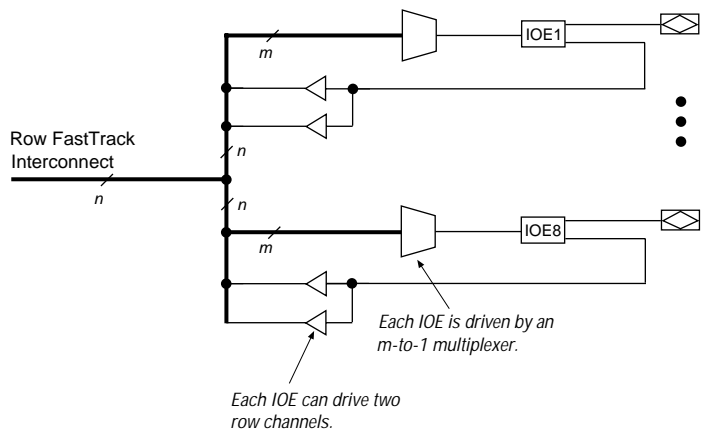 m
IOE1
Row FastTrack
Interconnect
n
n
n
m
IOE8
Each IOE is driven by an
m-to-1 multiplexer.
Each IOE can drive two
row channels.